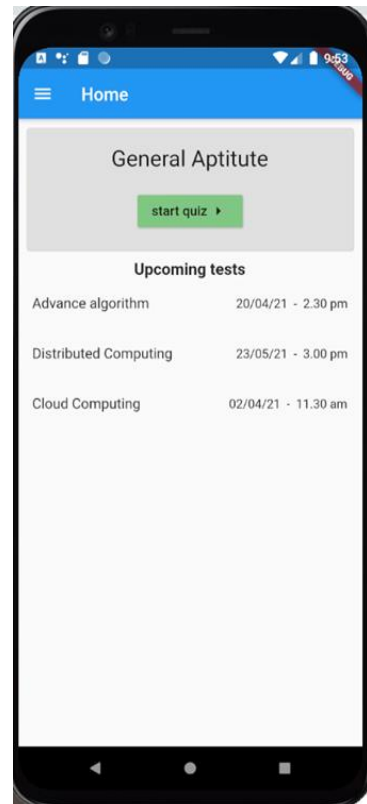 9:53
DEBUG
Home
General Aptitute
start quiz
Upcoming tests
Advance algorithm 20/04/21 - 2.30 pm
Distributed Computing 23/05/21 - 3.00 pm
Cloud Computing 02/04/21 - 11.30 am